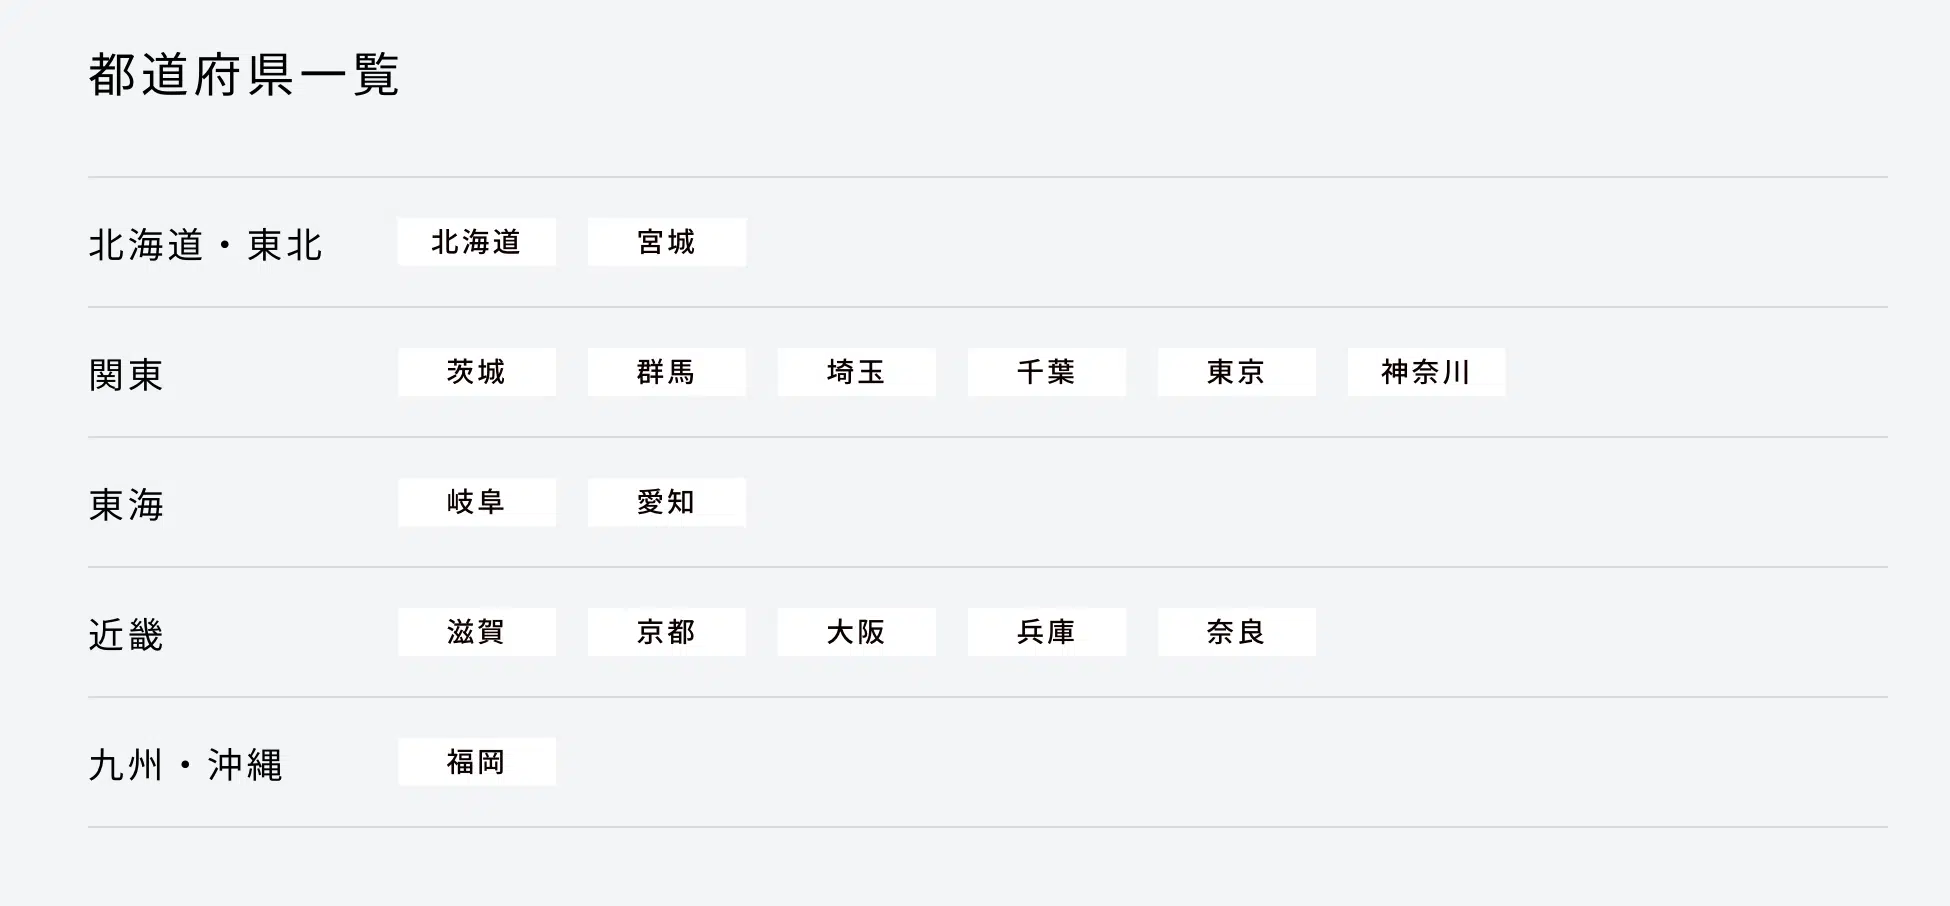 都道府県一覧
北海道・東北 北海道 宮城
関東 茨城 群馬 埼玉 千葉 東京 神奈川
東海 岐阜 愛知
近畿 滋賀 京都 大阪 兵庫 奈良
九州・沖縄 福岡